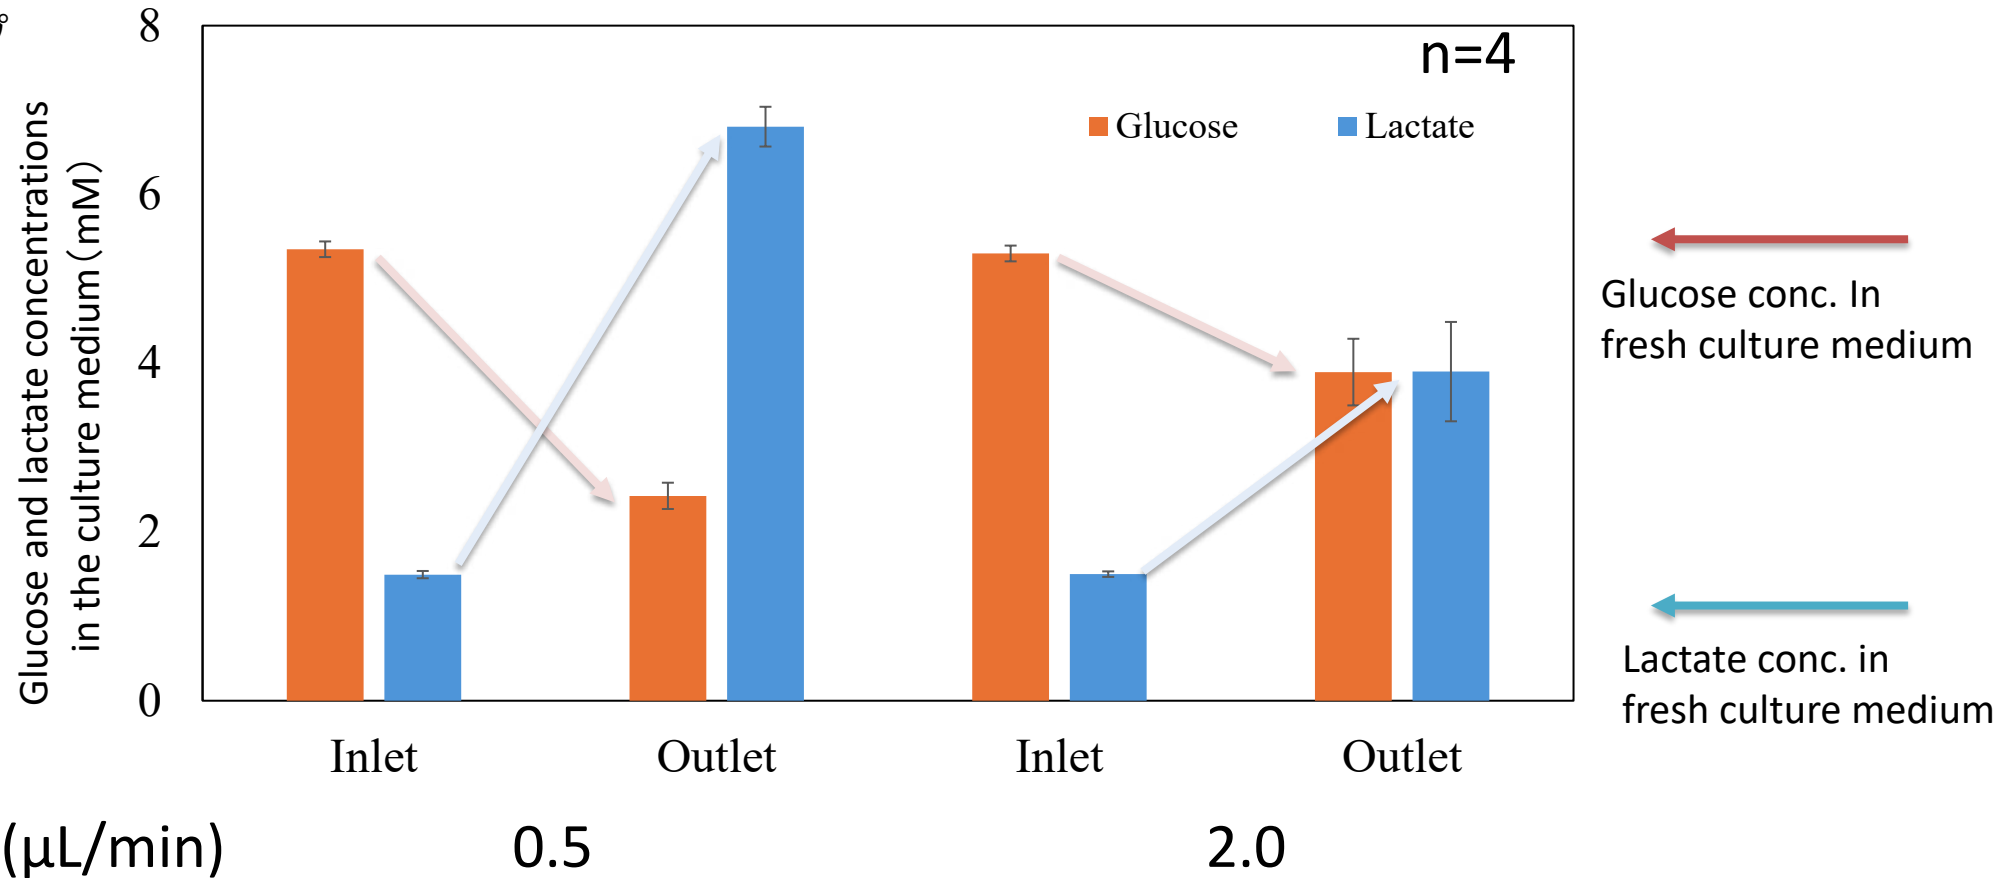 8
n=4
Glucose
Lactate
Glucose and lactate concentrations
in the culture medium (mM)
6
Glucose conc. In
fresh culture medium
4
2
Lactate conc. in
fresh culture medium
0
Inlet
Outlet
Inlet
Outlet
(μL/min)
0.5
2.0